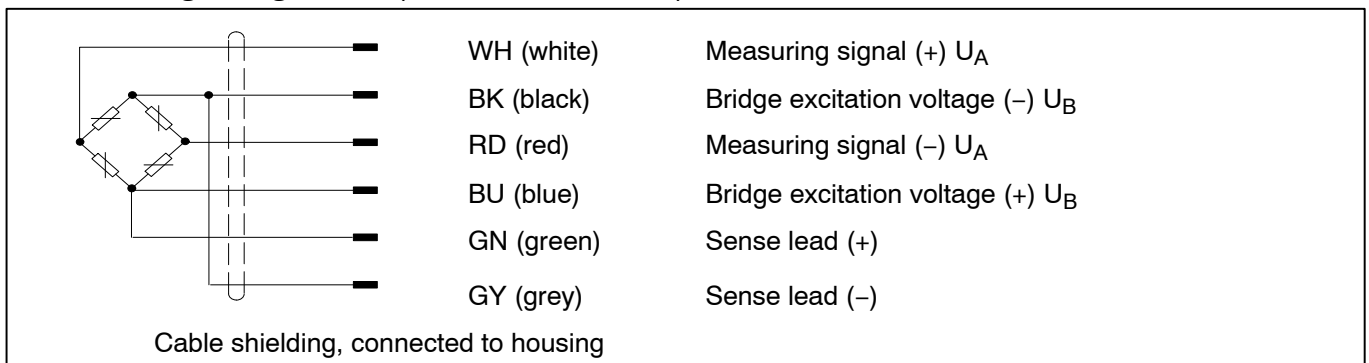 WH (white) Measuring signal (+) U_A
BK (black) Bridge excitation voltage (−) U_B
RD (red) Measuring signal (−) U_A
BU (blue) Bridge excitation voltage (+) U_B
GN (green) Sense lead (+)
GY (grey) Sense lead (−)
Cable shielding, connected to housing